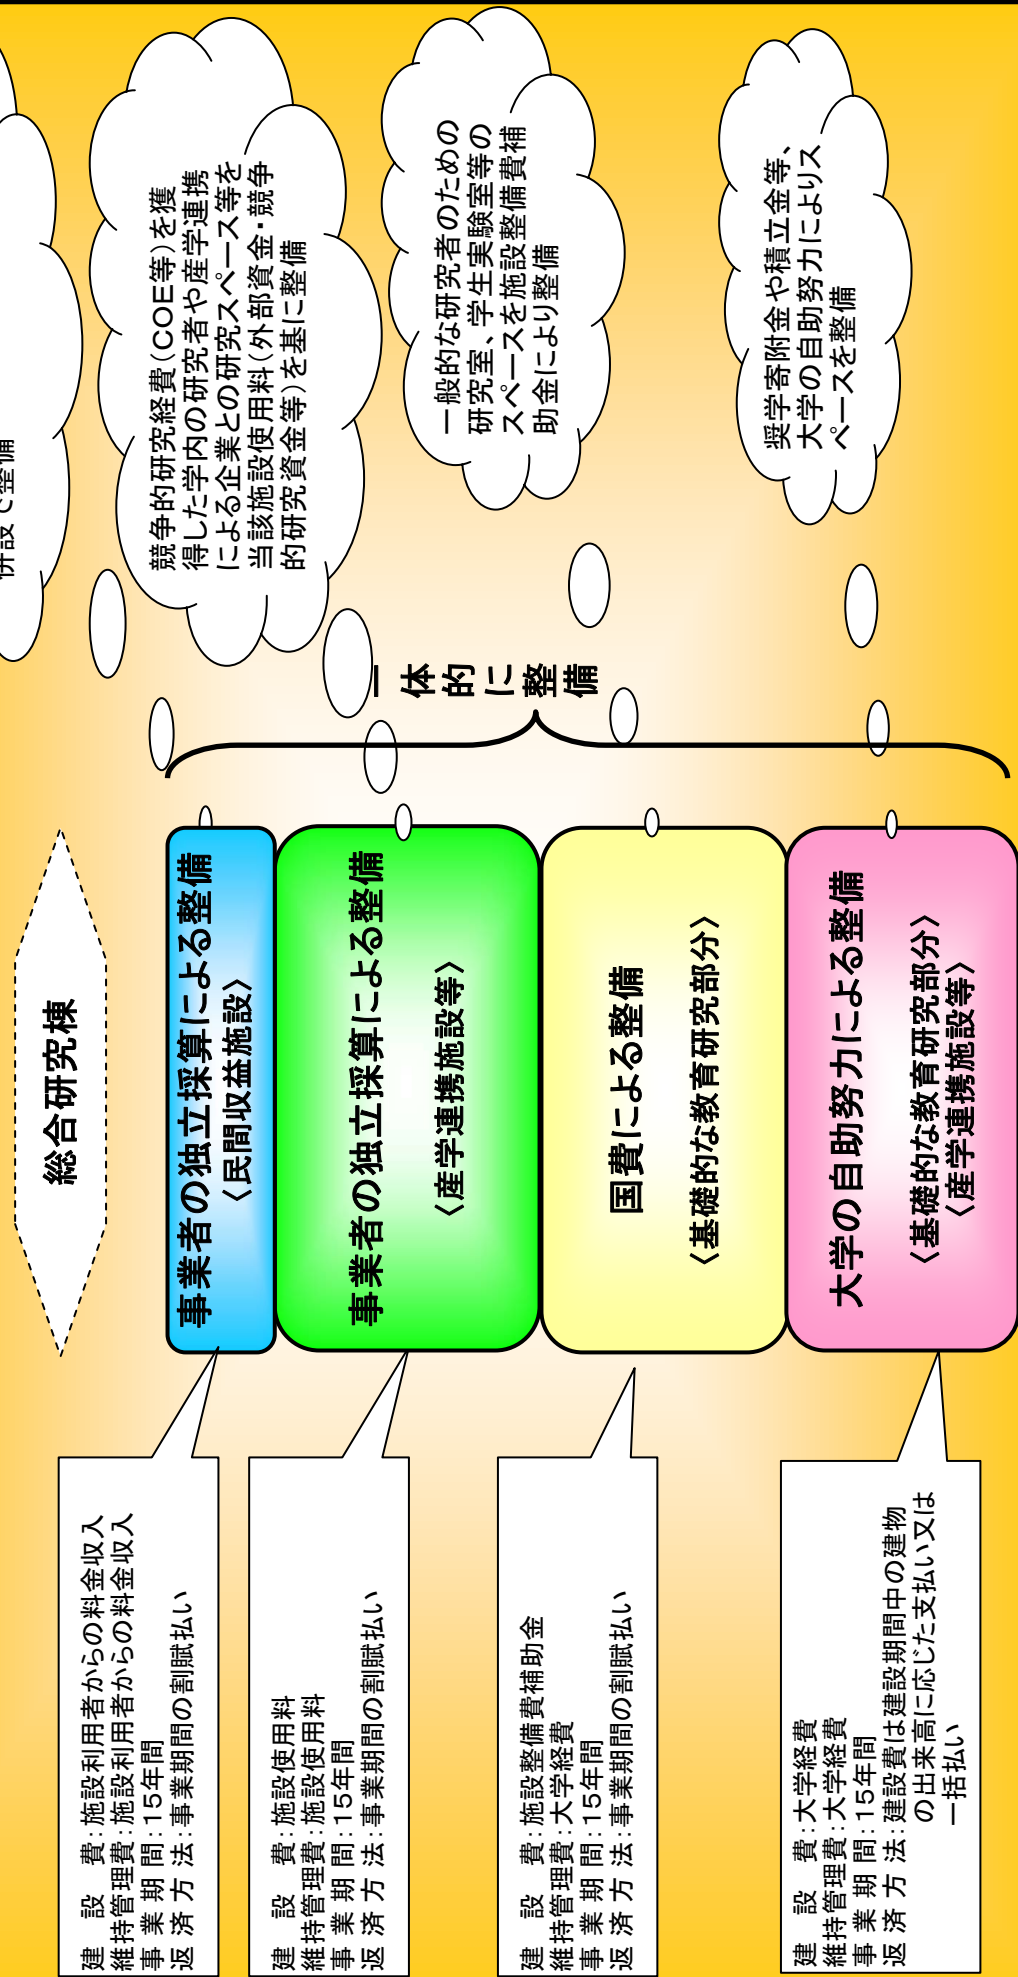 総合研究棟
建設費：施設利用者からの料金収入
維持管理費：施設利用者からの料金収入
事業期間：15年間
返済方法：事業期間の割賦払い
事業者の独立採算による整備
〈民間収益施設〉
併設で整備
建設費：施設使用料
維持管理費：施設使用料
事業期間：15年間
返済方法：事業期間の割賦払い
事業者の独立採算による整備
〈産学連携施設等〉
競争的研究経費（COE等）を獲
得した学内の研究者や産学連携
による企業との研究スペース等を
当該施設使用料（外部資金・競争
的研究資金等）を基に整備
一体的に整備
建設費：施設整備費補助金
維持管理費：大学経費
事業期間：15年間
返済方法：事業期間の割賦払い
国費による整備
〈基礎的な教育研究部分〉
一般的な研究者のための
研究室、学生実験室等の
スペースを施設整備費補
助金により整備
建設費：大学経費
維持管理費：大学経費
事業期間：15年間
返済方法：建設費は建設期間中の建物
の出来高に応じた支払い又は
一括払い
大学の自助努力による整備
〈基礎的な教育研究部分〉
〈産学連携施設等〉
奨学寄附金や積立金等、
大学の自助努力によりス
ペースを整備